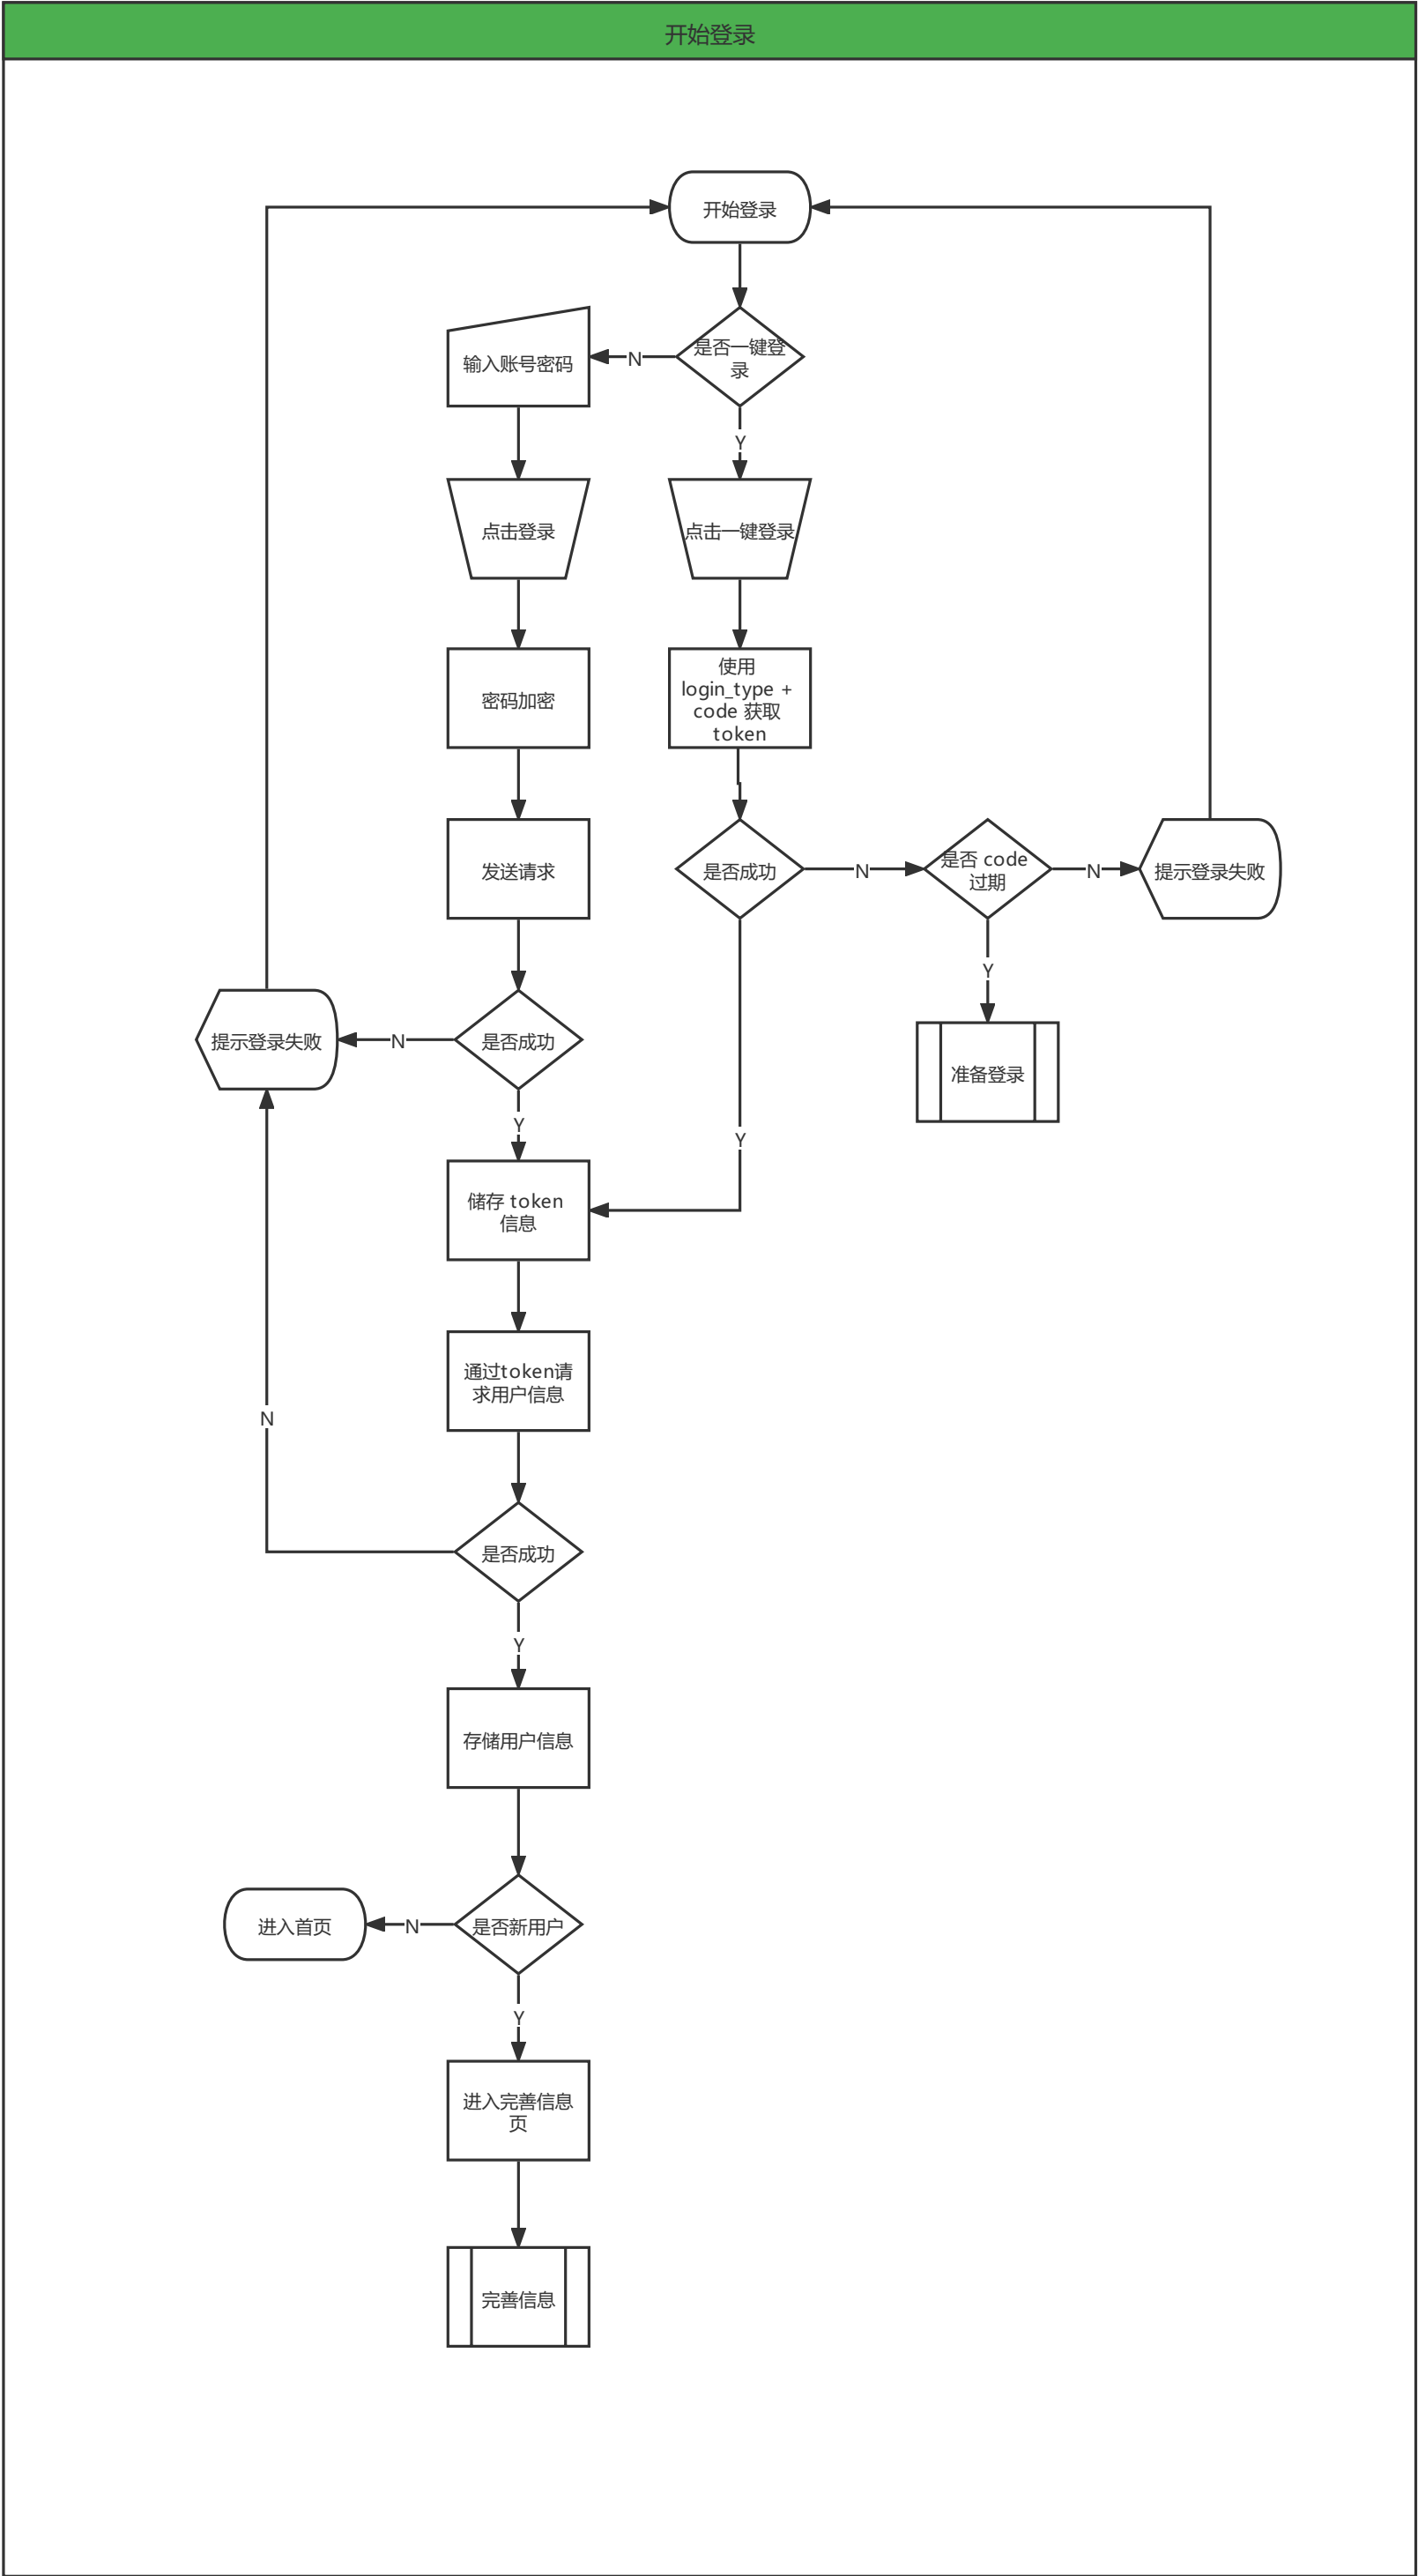 开始登录
开始登录
是否一键登
录
N
输入账号密码
Y
点击登录
点击一键登录
密码加密
使用
login_type +
code 获取
token
发送请求
是否成功
N
是否 code
过期
N
提示登录失败
Y
准备登录
提示登录失败
N
是否成功
Y
Y
储存 token
信息
通过token请
求用户信息
N
是否成功
Y
存储用户信息
进入首页
N
是否新用户
Y
进入完善信息
页
完善信息